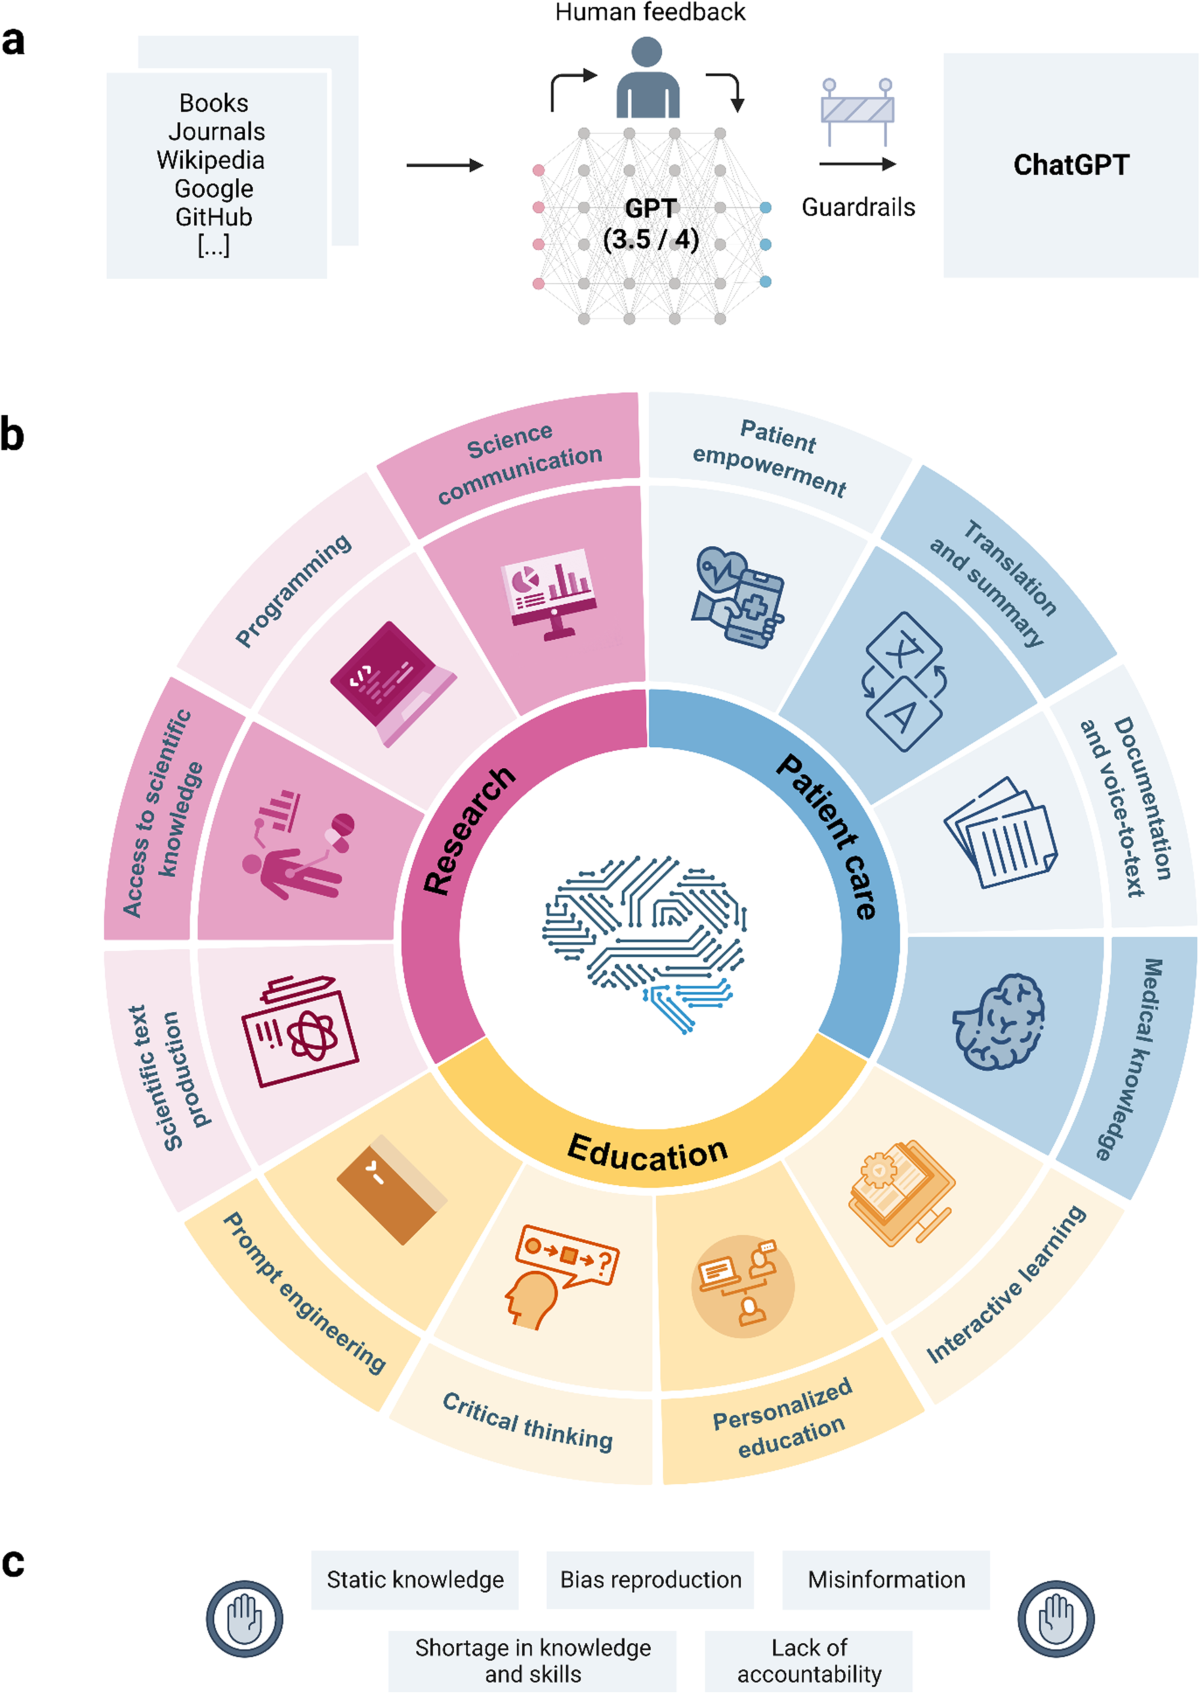 a
Human feedback
Books
Journals
Wikipedia
Google
GitHub
[...]
GPT
(3.5 / 4)
Guardrails
ChatGPT
b
Science
communication
Patient
empowerment
Translation
and summary
Documentation
and voice-to-text
Medical knowledge
Interactive learning
Personalized
education
Critical thinking
Prompt engineering
Scientific text
production
Access to scientific
knowledge
Programming
Research
Patient care
Education
A
c
Static knowledge
Bias reproduction
Misinformation
Shortage in knowledge
and skills
Lack of
accountability